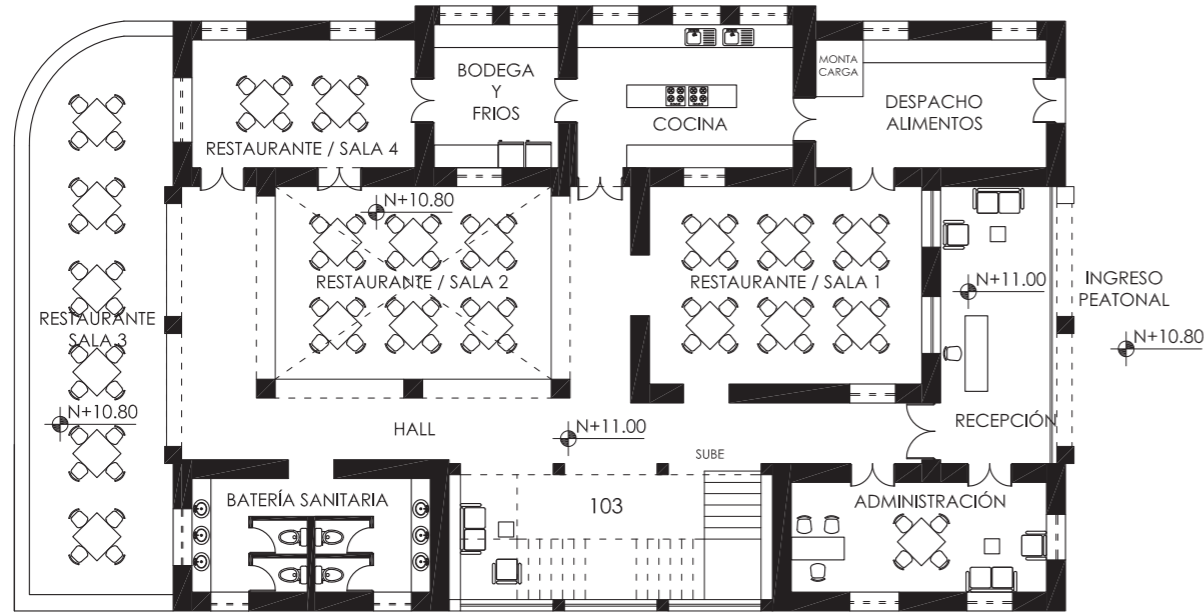 BODEGA
Y
FRIOS
MONTA
CARGA
COCINA
DESPACHO
ALIMENTOS
RESTAURANTE / SALA 4
N+10.80
RESTAURANTE / SALA 2
RESTAURANTE / SALA 1
N+11.00
INGRESO
PEATONAL
RESTAURANTE
SALA 3
N+10.80
N+10.80
HALL
N+11.00
RECEPCIÓN
SUBE
BATERÍA SANITARIA
103
ADMINISTRACIÓN